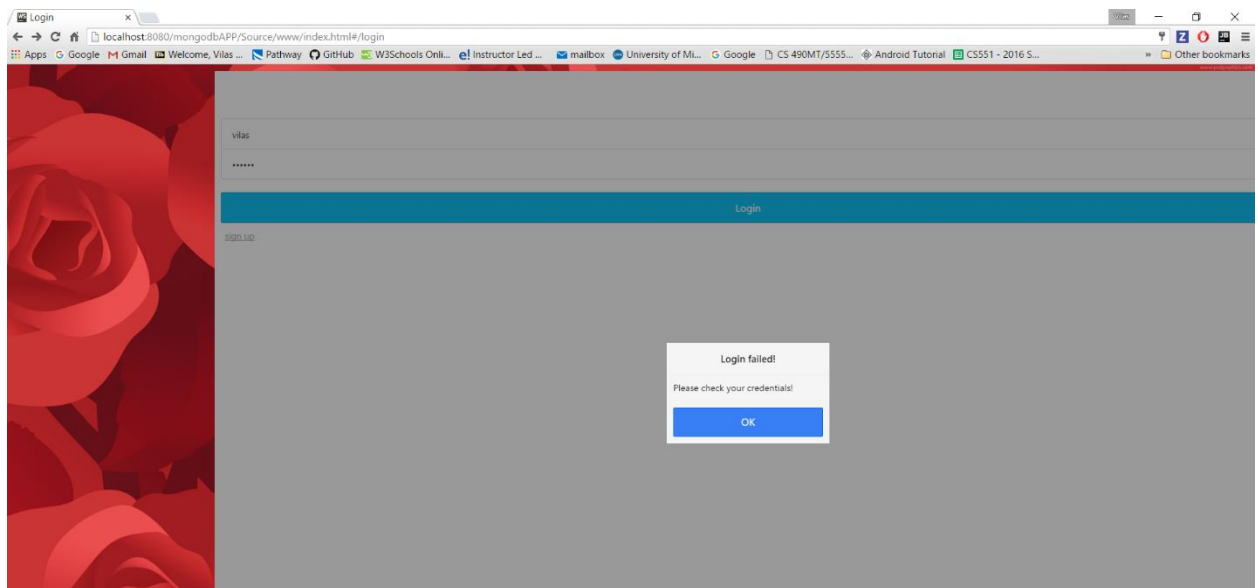 Login
Vilas
localhost:8080/mongodbAPP/Source/www/index.html#/login
Apps Google Gmail Welcome, Vilas ... Pathway GitHub W3Schools Onli... Instructor Led ... mailbox University of Mi... Google CS 490MT/5555... Android Tutorial CS551 - 2016 S... » Other bookmarks
vilas
••••••
Login
sign up
Login failed!
Please check your credentials!
OK